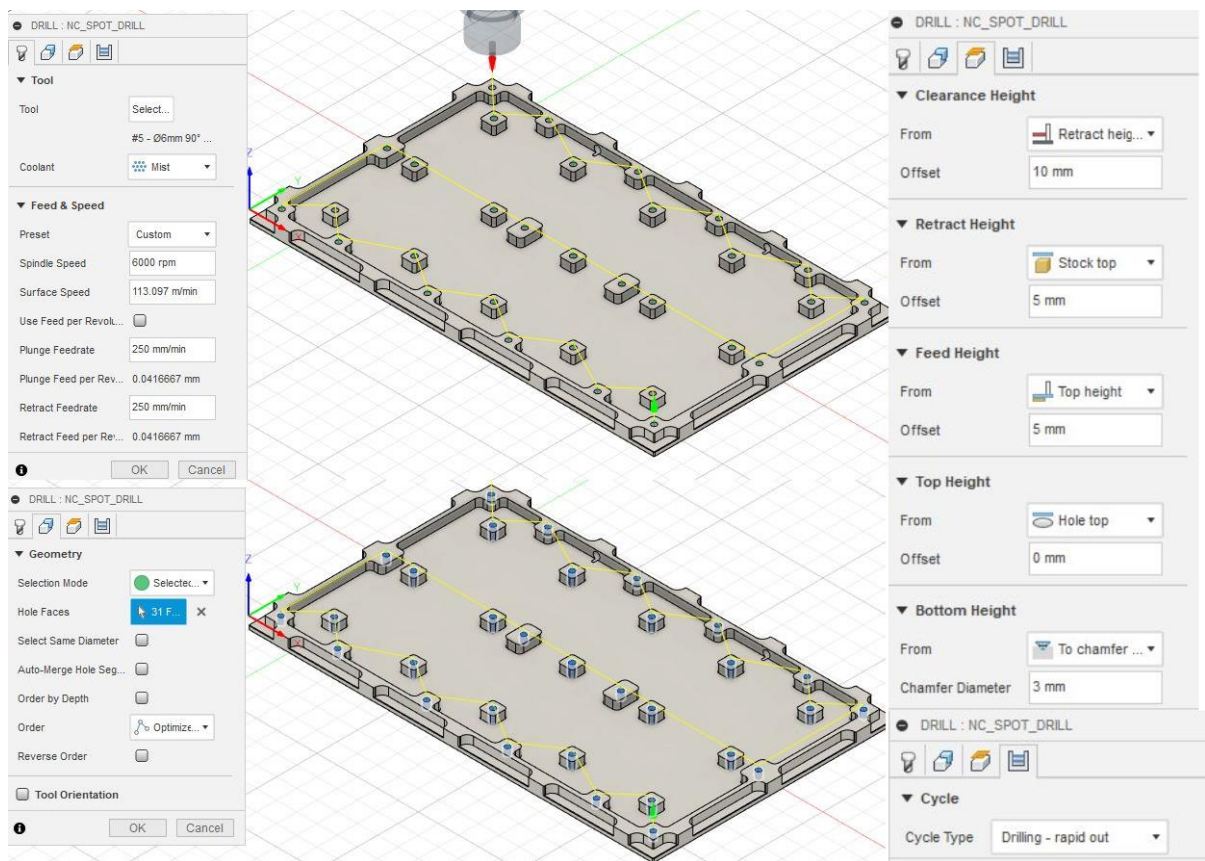 DRILL : NC_SPOT_DRILL
Tool
Tool Select...
#5 - Ø6mm 90° ...
Coolant Mist
Feed & Speed
Preset Custom
Spindle Speed 6000 rpm
Surface Speed 113.097 m/min
Use Feed per Revolu...
Plunge Feedrate 250 mm/min
Plunge Feed per Rev... 0.0416667 mm
Retract Feedrate 250 mm/min
Retract Feed per Re... 0.0416667 mm
OK Cancel
DRILL : NC_SPOT_DRILL
Geometry
Selection Mode Selectec...
Hole Faces 31 F...
Select Same Diameter
Auto-Merge Hole Seg...
Order by Depth
Order Optimize...
Reverse Order
Tool Orientation
OK Cancel
Z
Y
X
Z
Y
X
DRILL : NC_SPOT_DRILL
Clearance Height
From Retract heig...
Offset 10 mm
Retract Height
From Stock top
Offset 5 mm
Feed Height
From Top height
Offset 5 mm
Top Height
From Hole top
Offset 0 mm
Bottom Height
From To chamfer ...
Chamfer Diameter 3 mm
DRILL : NC_SPOT_DRILL
Cycle
Cycle Type Drilling - rapid out